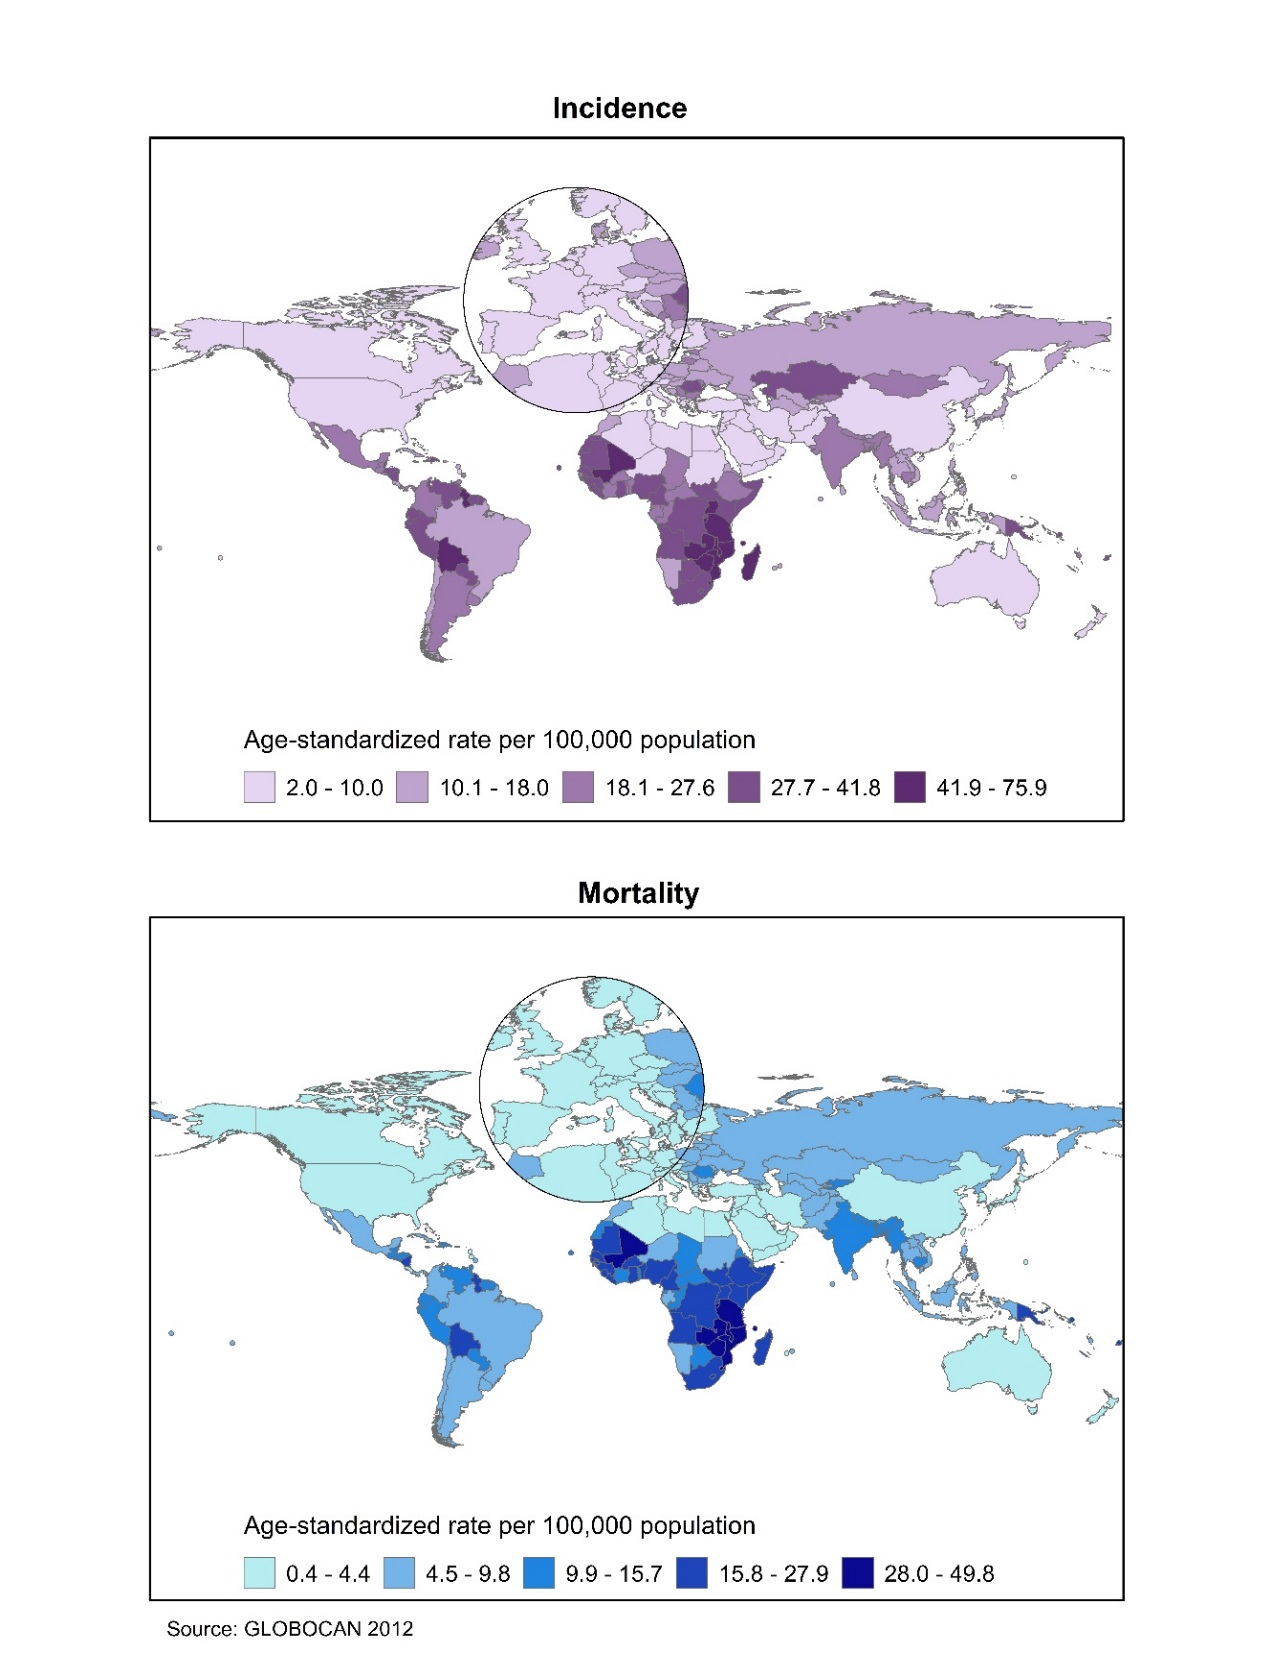 Incidence
Age-standardized rate per 100,000 population
2.0 - 10.0 10.1 - 18.0 18.1 - 27.6 27.7 - 41.8 41.9 - 75.9
Mortality
Age-standardized rate per 100,000 population
0.4 - 4.4 4.5 - 9.8 9.9 - 15.7 15.8 - 27.9 28.0 - 49.8
Source: GLOBOCAN 2012